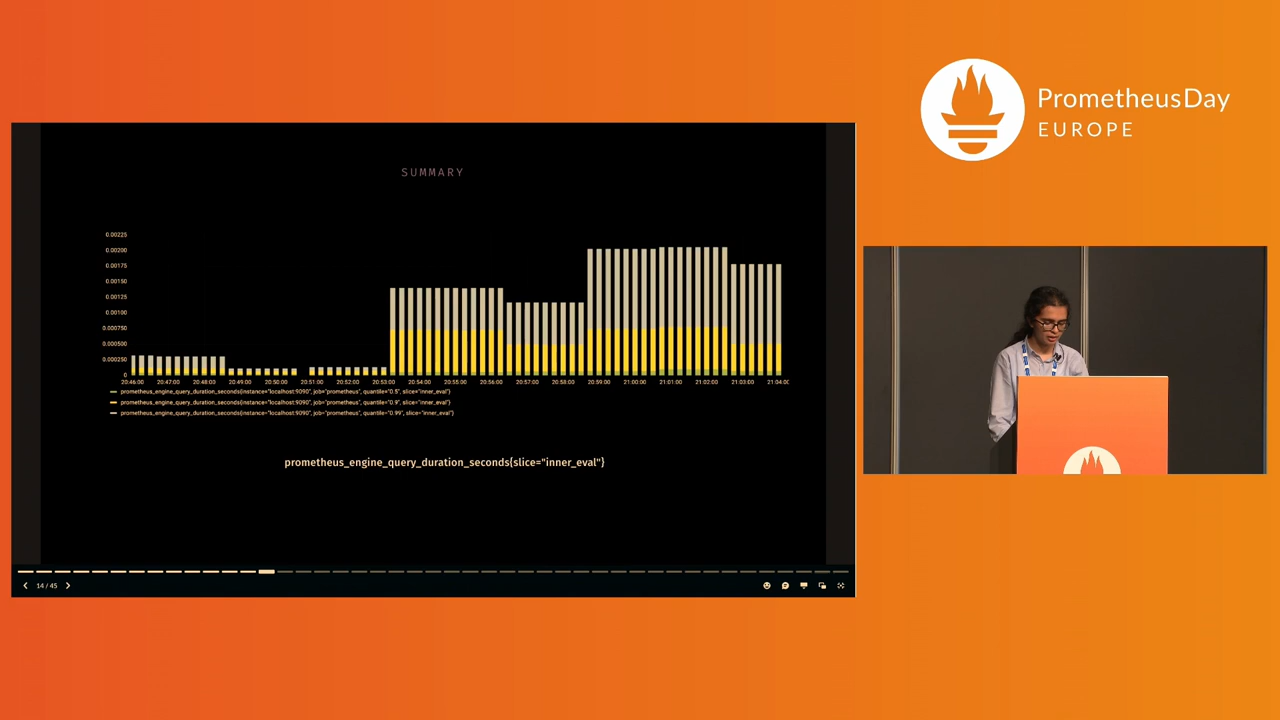 PrometheusDay
EUROPE
SUMMARY
0.00225
0.00200
0.00175
0.00150
0.00125
0.00100
0.000750
0.000500
0.000250
0
20:46:00 20:47:00 20:48:00 20:49:00 20:50:00 20:51:00 20:52:00 20:53:00 20:54:00 20:55:00 20:56:00 20:57:00 20:58:00 20:59:00 21:00:00 21:01:00 21:02:00 21:03:00 21:04:00
prometheus_engine_query_duration_seconds{instance="localhost:9090", job="prometheus", quantile="0.5", slice="inner_eval"}
prometheus_engine_query_duration_seconds{instance="localhost:9090", job="prometheus", quantile="0.9", slice="inner_eval"}
prometheus_engine_query_duration_seconds{instance="localhost:9090", job="prometheus", quantile="0.99", slice="inner_eval"}
prometheus_engine_query_duration_seconds{slice="inner_eval"}
14 / 45